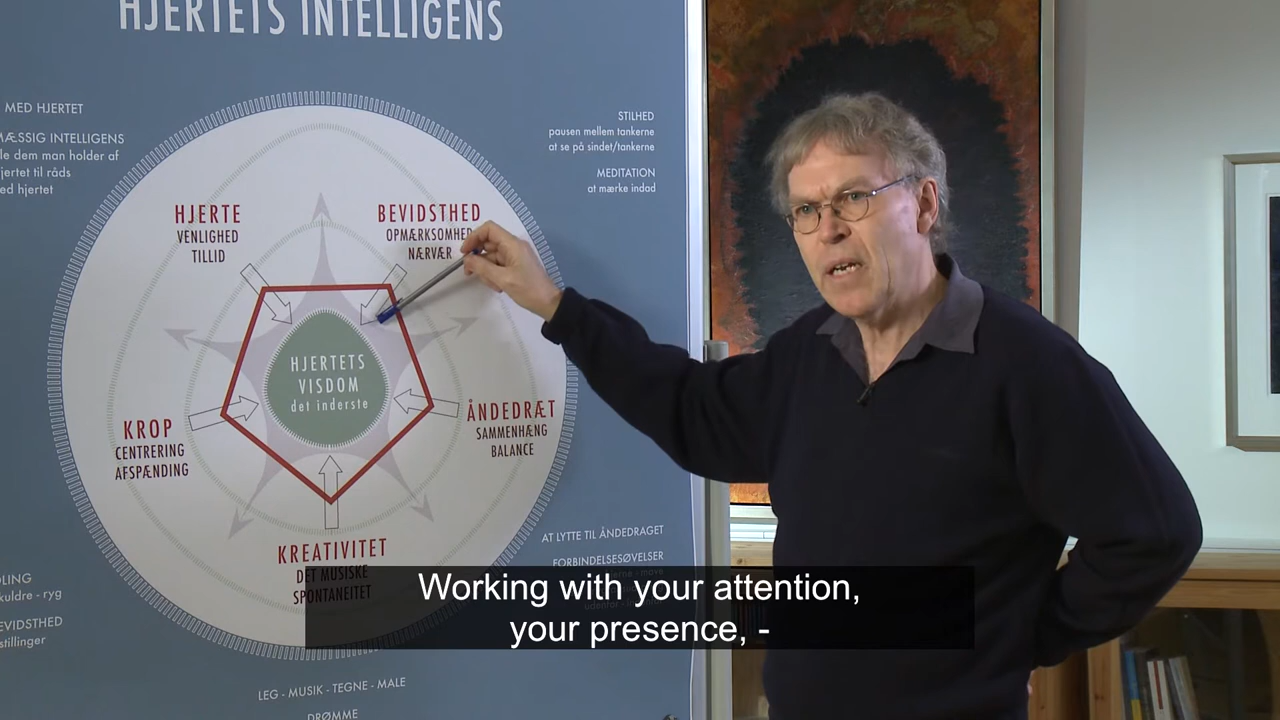 HJERTETS INTELLIGENS
MED HJERTET
MÆSSIG INTELLIGENS
le dem man holder af
jertet til råds
ed hjertet
STILHED
pausen mellem tankerne
at se på sindet/tankerne
MEDITATION
at mærke indad
HJERTE
VENLIGHED
TILLID
BEVIDSTHED
OPMÆRKSOMHED
NÆRVÆR
HJERTETS
VISDOM
det inderste
KROP
CENTRERING
AFSPÆNDING
ÅNDEDRÆT
SAMMENHÆNG
BALANCE
KREATIVITET
DET MUSISKE
SPONTANEITET
AT LYTTE TIL ÅNDEDRAGET
FORBINDELSESØVELSER
LING
kuldre - ryg
EVIDSTHED
stillinger
LEG - MUSIK - TEGNE - MALE
DRØMME
Working with your attention,
your presence, -